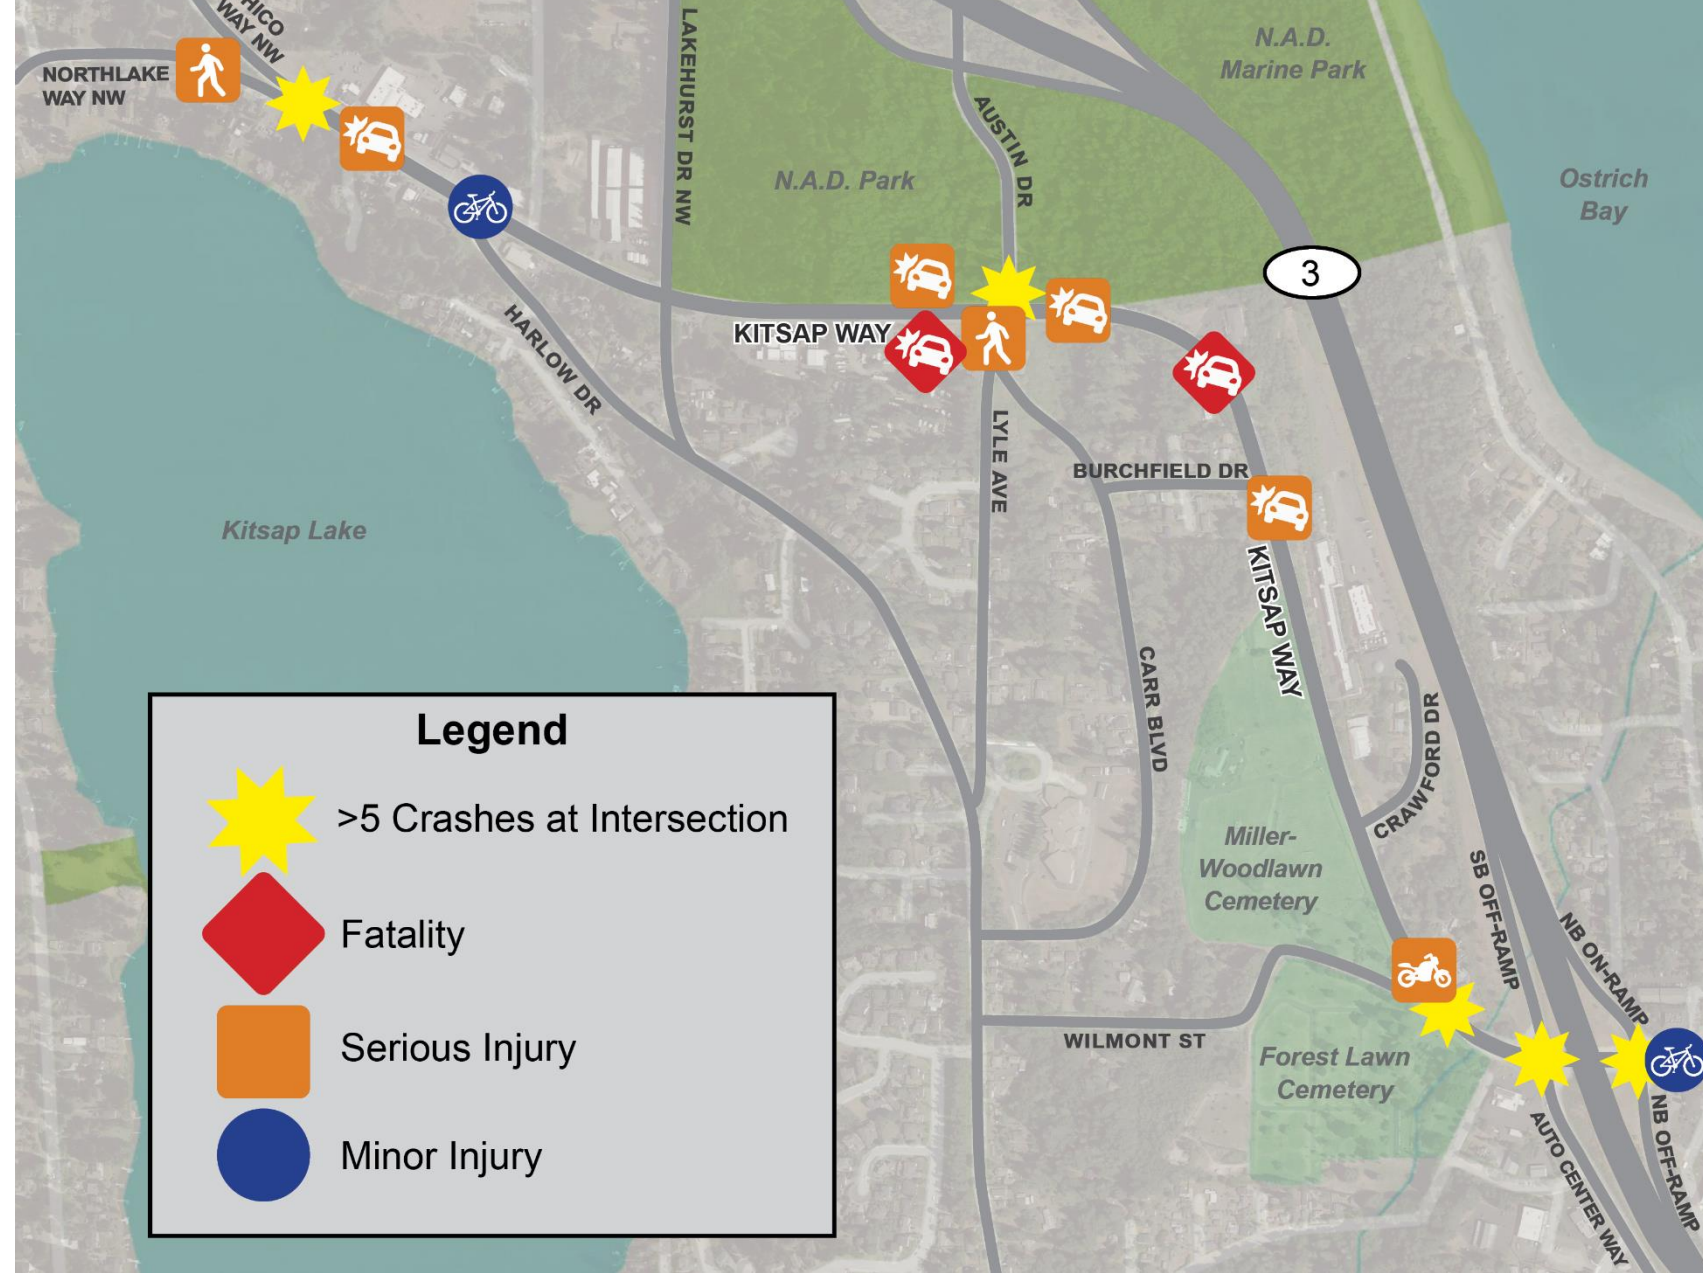 HICO
WAY NW
NORTHLAKE
WAY NW
LAKEHURST DR NW
N.A.D.
Marine Park
AUSTIN DR
N.A.D. Park
Ostrich
Bay
3
KITSAP WAY
HARLOW DR
LYLE AVE
BURCHFIELD DR
Kitsap Lake
KITSAP WAY
CARR BLVD
CRAWFORD DR
Miller-
Woodlawn
Cemetery
SB OFF-RAMP
NB ON-RAMP
WILMONT ST
Forest Lawn
Cemetery
NB OFF-RAMP
AUTO CENTER WAY
Legend
>5 Crashes at Intersection
Fatality
Serious Injury
Minor Injury